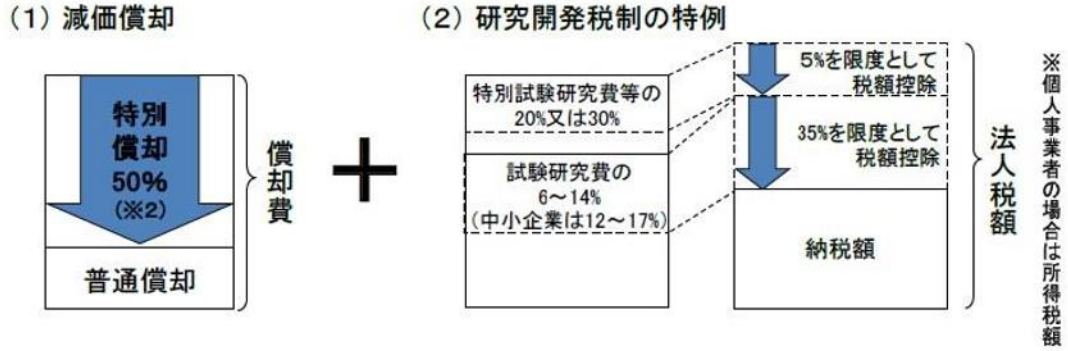 (1) 減価償却
特別
償却
50%
(※2)
普通償却
償却費
+
(2) 研究開発税制の特例
特別試験研究費等の
20%又は30%
試験研究費の
6~14%
(中小企業は12~17%)
5%を限度として
税額控除
35%を限度として
税額控除
納税額
法人税額
※個人事業者の場合は所得税額